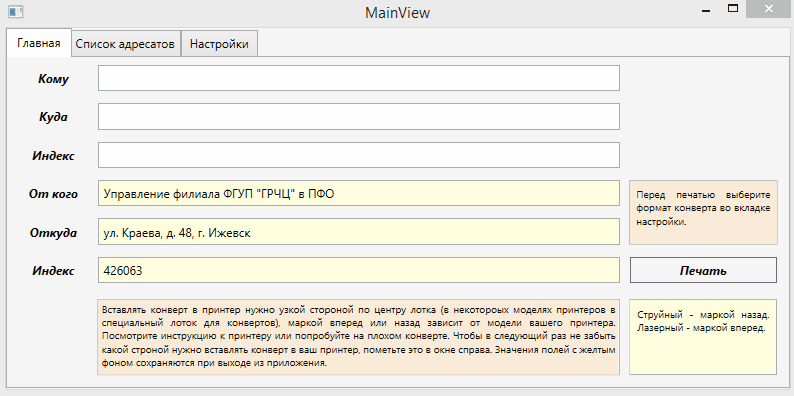 MainView
Главная Список адресатов Настройки
Кому
Куда
Индекс
От кого Управление филиала ФГУП "ГРЧЦ" в ПФО
Откуда ул. Краева, д. 48, г. Ижевск
Индекс 426063
Перед печатью выберите
формат конверта во вкладке
настройки.
Печать
Вставлять конверт в принтер нужно узкой стороной по центру лотка (в некоторых моделях принтеров в
специальный лоток для конвертов), маркой вперед или назад зависит от модели вашего принтера.
Посмотрите инструкцию к принтеру или попробуйте на плохом конверте. Чтобы в следующий раз не забыть
какой строной нужно вставлять конверт в ваш принтер, пометьте это в окне справа. Значения полей с желтым
фоном сохраняются при выходе из приложения.
Струйный - маркой назад.
Лазерный - маркой вперед.